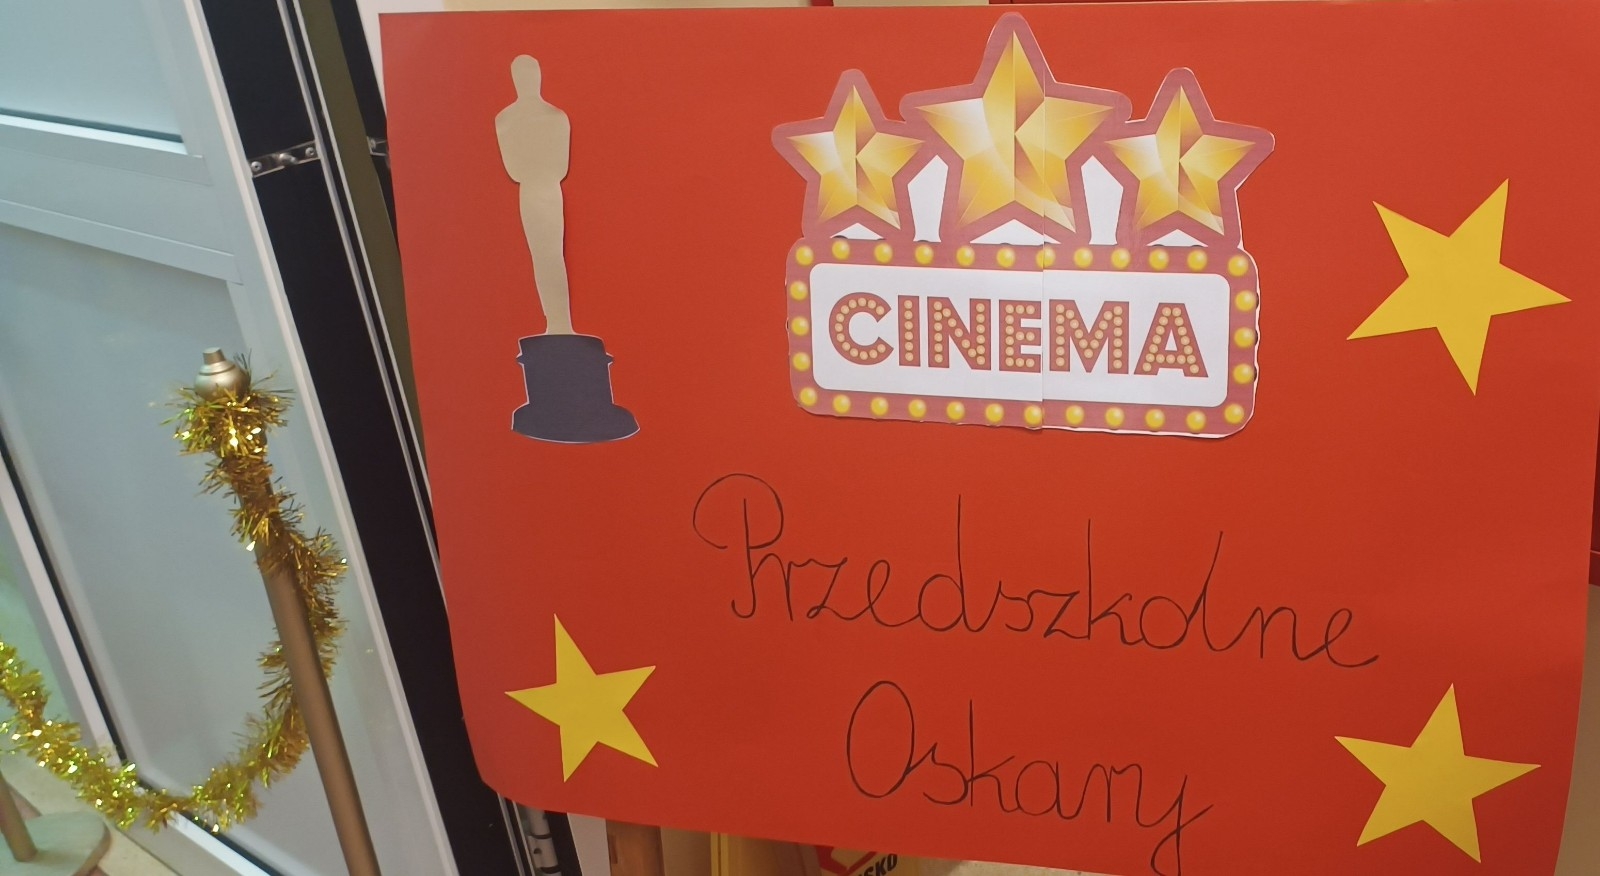 CINEMA
Przedszkolne
Oskary